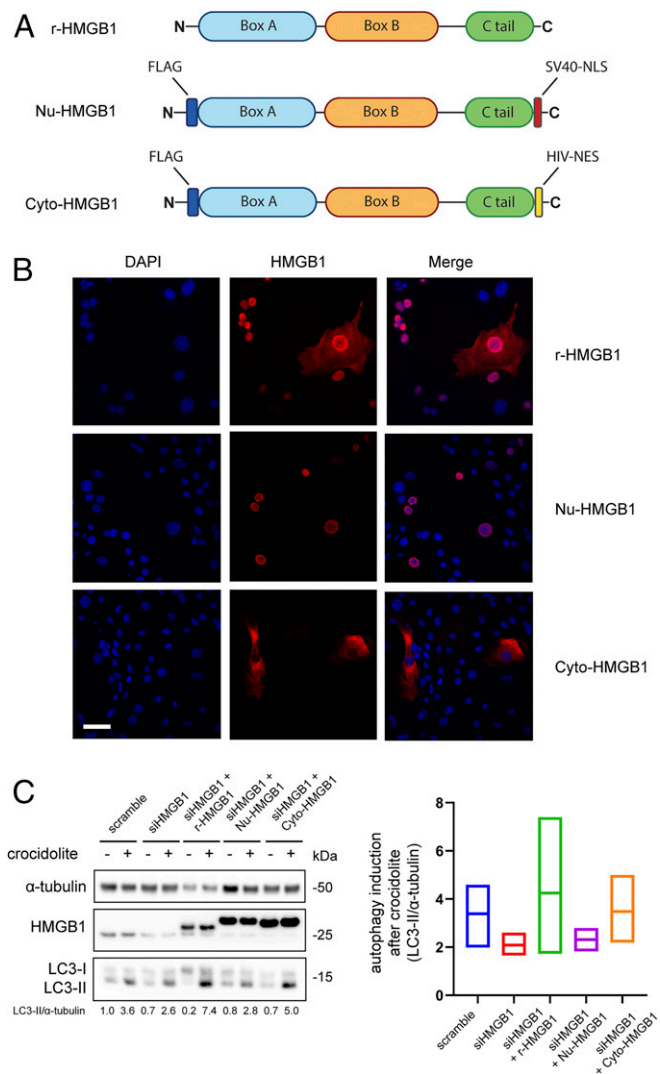 A
r-HMGB1
N Box A Box B C tail C
FLAG SV40-NLS
Nu-HMGB1
N Box A Box B C tail C
FLAG HIV-NES
Cyto-HMGB1
N Box A Box B C tail C
B
DAPI HMGB1 Merge
r-HMGB1
Nu-HMGB1
Cyto-HMGB1
C
scramble
siHMGB1
siHMGB1 +
r-HMGB1
siHMGB1 +
Nu-HMGB1
siHMGB1 +
Cyto-HMGB1
crocidolite - + - + - + - + - + kDa
α-tubulin -50
HMGB1 -25
LC3-I -15
LC3-II
LC3-II/α-tubulin 1.0 3.6 0.7 2.6 0.2 7.4 0.8 2.8 0.7 5.0
autophagy induction
after crocidolite
(LC3-II/α-tubulin)
8
6
4
2
0
scramble
siHMGB1
siHMGB1
+ r-HMGB1
siHMGB1
+ Nu-HMGB1
siHMGB1
+ Cyto-HMGB1